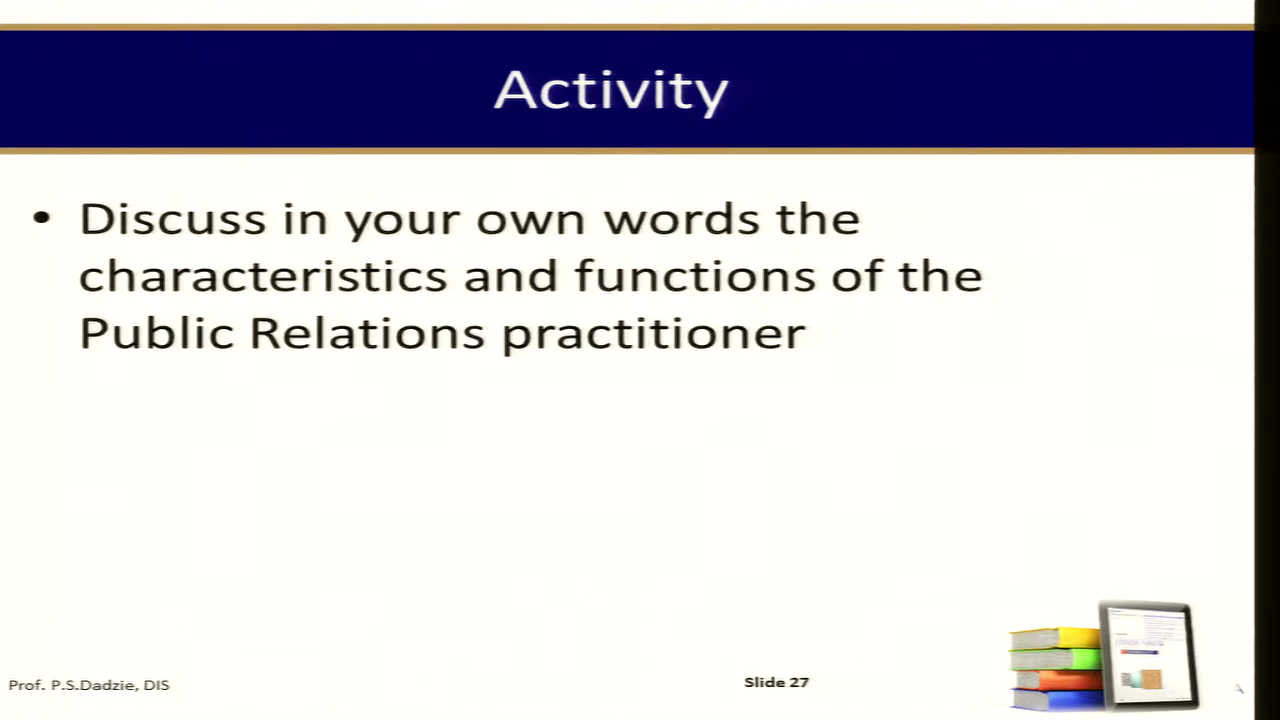 Activity
• Discuss in your own words the
characteristics and functions of the
Public Relations practitioner
Prof. P.S.Dadzie, DIS
Slide 27
A